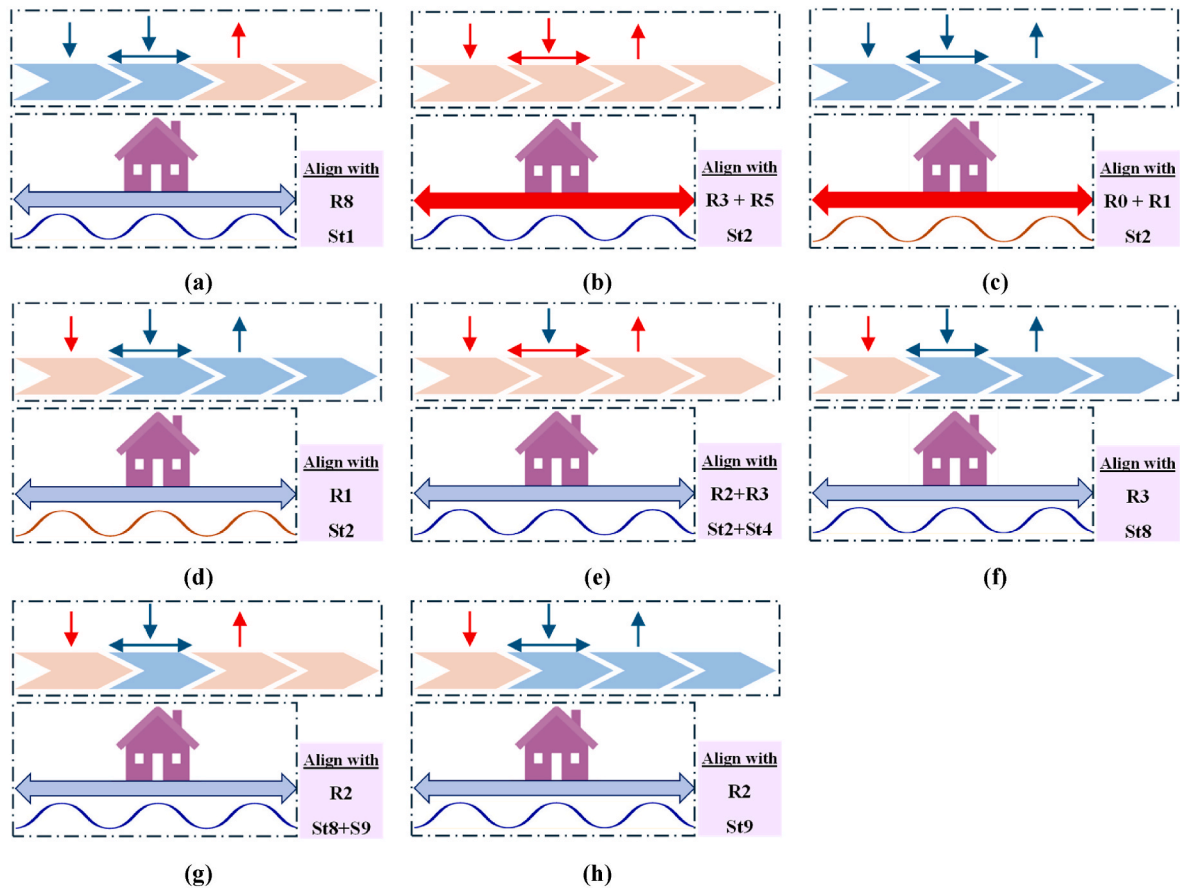 Align with
R8
St1
Align with
R3 + R5
St2
Align with
R0 + R1
St2
(a)
(b)
(c)
Align with
R1
St2
Align with
R2+R3
St2+St4
Align with
R3
St8
(d)
(e)
(f)
Align with
R2
St8+S9
Align with
R2
St9
(g)
(h)